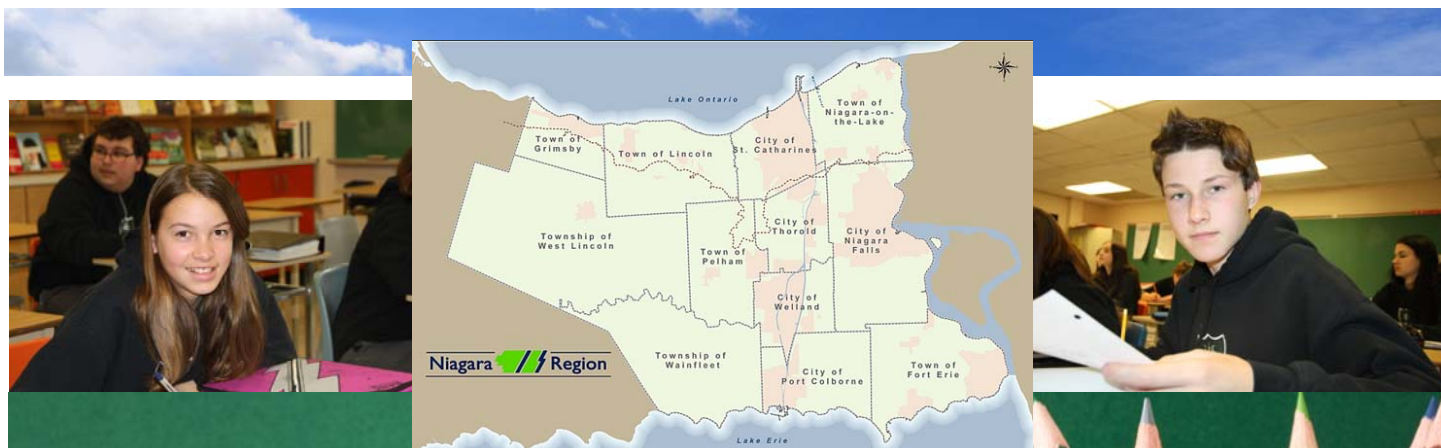 Lake Ontario
Town of
Niagara-on-
the-Lake
Town of
Grimsby
Town of Lincoln
City of
St. Catharines
Township of
West Lincoln
Town of
Pelham
City of
Thorold
City of
Niagara
Falls
City of
Welland
Township of
Wainfleet
City of
Port Colborne
Town of
Fort Erie
Niagara Region
Lake Erie